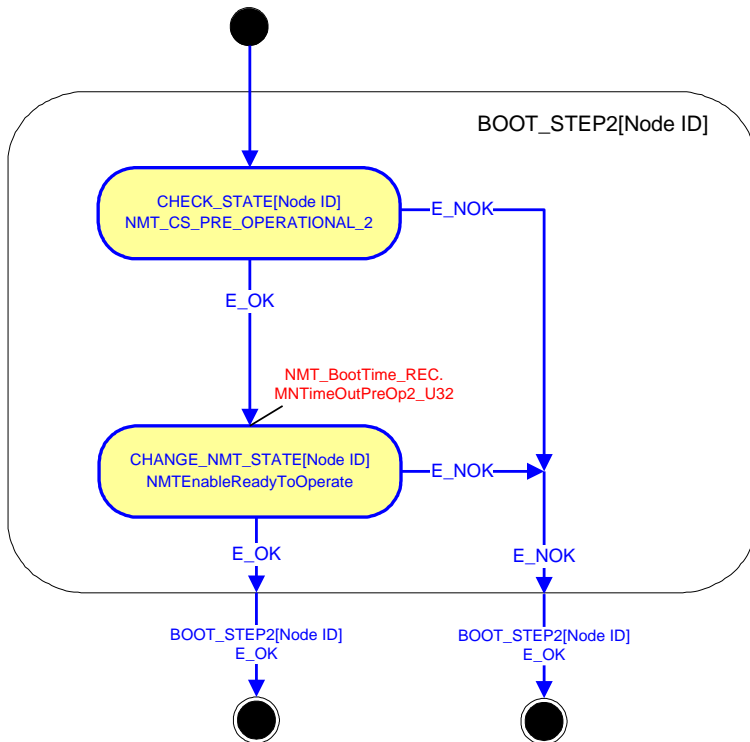 BOOT_STEP2[Node ID]
CHECK_STATE[Node ID]
NMT_CS_PRE_OPERATIONAL_2
E_NOK
E_OK
NMT_BootTime_REC.
MNTimeOutPreOp2_U32
CHANGE_NMT_STATE[Node ID]
NMTEnableReadyToOperate
E_NOK
E_OK
E_NOK
BOOT_STEP2[Node ID]
E_OK
BOOT_STEP2[Node ID]
E_OK